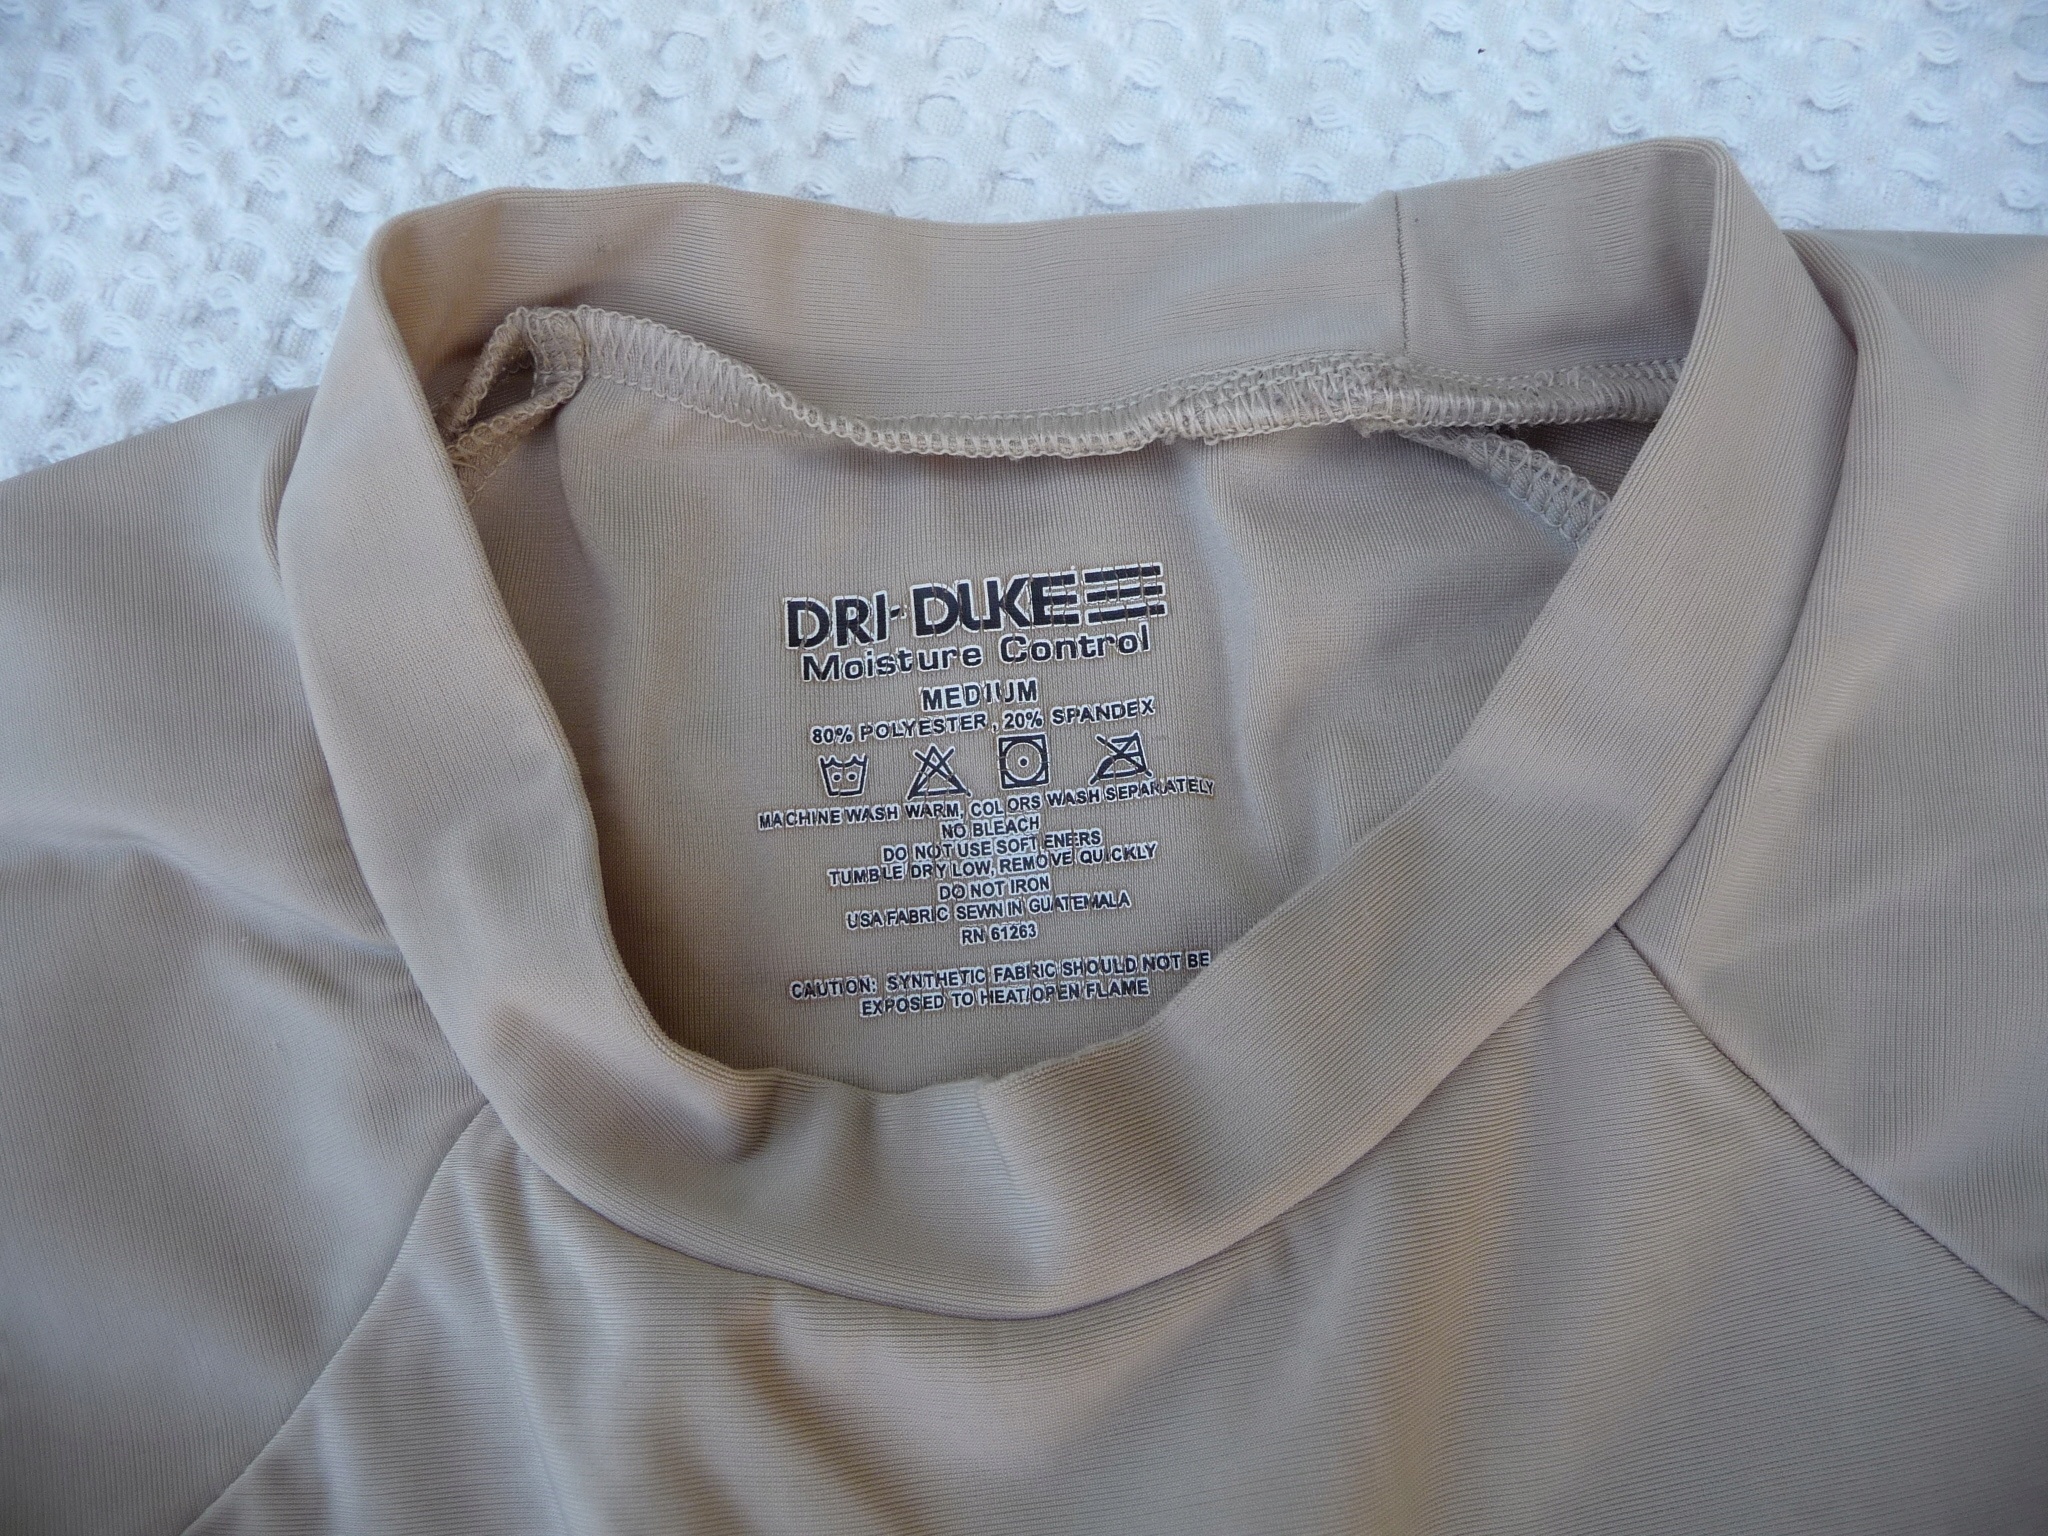 DRI-DUKE
Moisture Control
MEDIUM
80% POLYESTER, 20% SPANDEX
MACHINE WASH WARM, COLORS WASH SEPARATELY
NO BLEACH
DO NOT USE SOFTENERS
TUMBLE DRY LOW, REMOVE QUICKLY
DO NOT IRON
USA FABRIC SEWN IN GUATEMALA
RN 61263
CAUTION: SYNTHETIC FABRIC SHOULD NOT BE
EXPOSED TO HEAT/OPEN FLAME